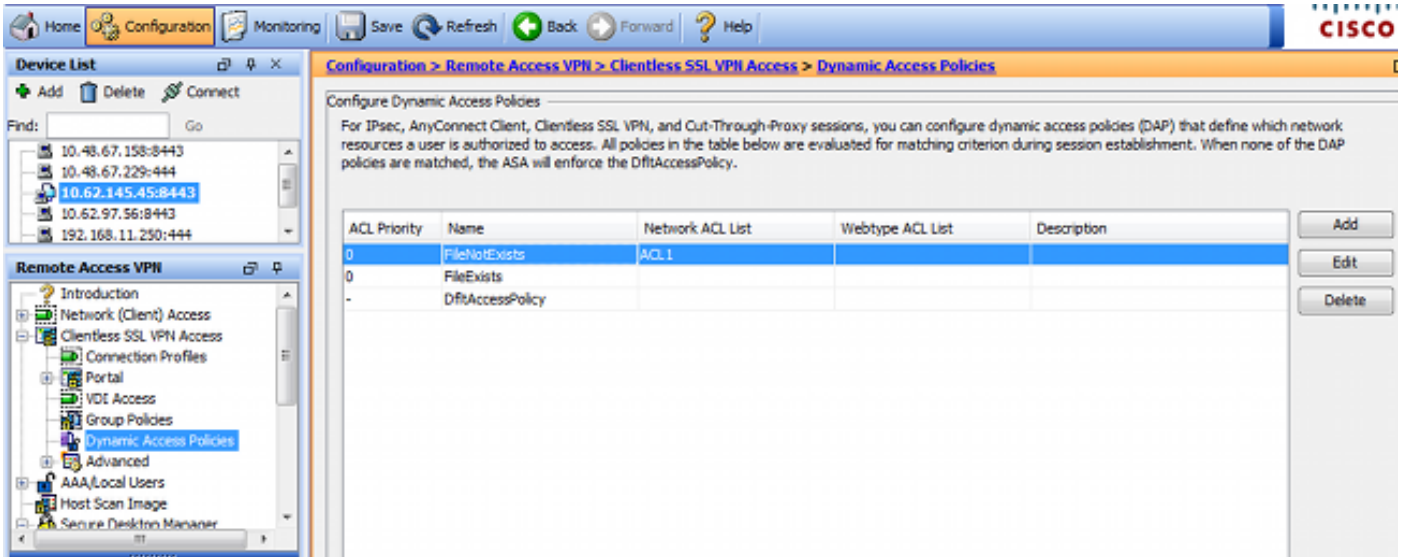 Home Configuration Monitoring Save Refresh Back Forward Help
CISCO
Device List
Configuration > Remote Access VPN > Clientless SSL VPN Access > Dynamic Access Policies
Add Delete Connect
Find: Go
10.48.67.158:8443
10.48.67.229:444
10.62.145.45:8443
10.62.97.56:8443
192.168.11.250:444
Configure Dynamic Access Policies
For IPsec, AnyConnect Client, Clientless SSL VPN, and Cut-Through-Proxy sessions, you can configure dynamic access policies (DAP) that define which network
resources a user is authorized to access. All policies in the table below are evaluated for matching criterion during session establishment. When none of the DAP
policies are matched, the ASA will enforce the DfltAccessPolicy.
ACL Priority Name Network ACL List Webtype ACL List Description
0 FileNotExists ACL1
0 FileExists
- DfltAccessPolicy
Add
Edit
Delete
Remote Access VPN
Introduction
Network (Client) Access
Clientless SSL VPN Access
Connection Profiles
Portal
VDI Access
Group Policies
Dynamic Access Policies
Advanced
AAA/Local Users
Host Scan Image
Secure Desktop Manager